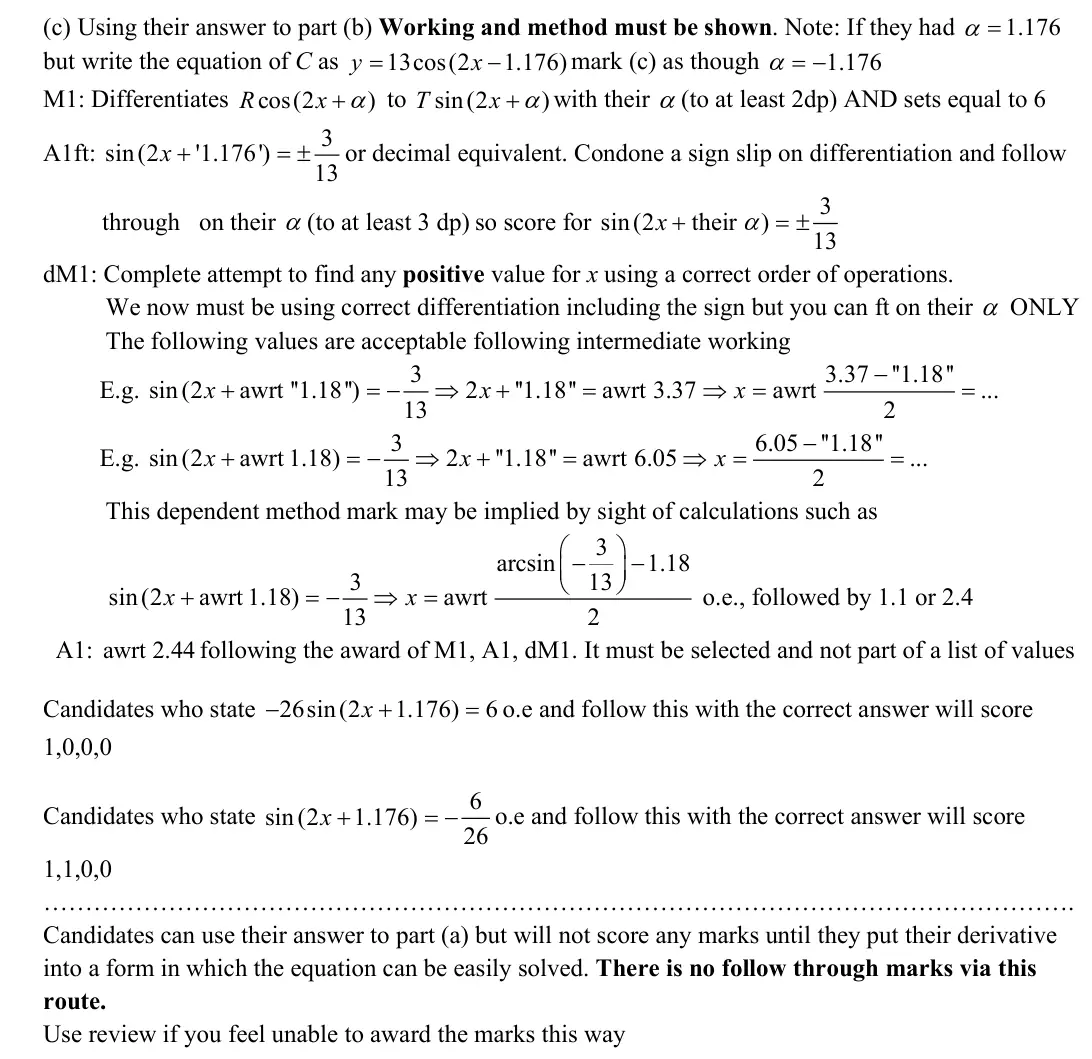 (c) Using their answer to part (b) Working and method must be shown. Note: If they had α = 1.176
but write the equation of C as y = 13cos(2x − 1.176) mark (c) as though α = −1.176
M1: Differentiates R cos(2x + α) to T sin(2x + α) with their α (to at least 2dp) AND sets equal to 6
A1ft: sin(2x + '1.176') = ± 3/13 or decimal equivalent. Condone a sign slip on differentiation and follow
through on their α (to at least 3 dp) so score for sin(2x + their α) = ± 3/13
dM1: Complete attempt to find any positive value for x using a correct order of operations.
We now must be using correct differentiation including the sign but you can ft on their α ONLY
The following values are acceptable following intermediate working
E.g. sin(2x + awrt "1.18") = − 3/13 ⇒ 2x + "1.18" = awrt 3.37 ⇒ x = awrt (3.37 − "1.18")/2 = ...
E.g. sin(2x + awrt 1.18) = − 3/13 ⇒ 2x + "1.18" = awrt 6.05 ⇒ x = (6.05 − "1.18")/2 = ...
This dependent method mark may be implied by sight of calculations such as
sin(2x + awrt 1.18) = − 3/13 ⇒ x = awrt (arcsin(− 3/13) − 1.18)/2 o.e., followed by 1.1 or 2.4
A1: awrt 2.44 following the award of M1, A1, dM1. It must be selected and not part of a list of values
Candidates who state −26sin(2x + 1.176) = 6 o.e and follow this with the correct answer will score
1,0,0,0
Candidates who state sin(2x + 1.176) = − 6/26 o.e and follow this with the correct answer will score
1,1,0,0
…………………………………………………………………………………………………………………
Candidates can use their answer to part (a) but will not score any marks until they put their derivative
into a form in which the equation can be easily solved. There is no follow through marks via this
route.
Use review if you feel unable to award the marks this way